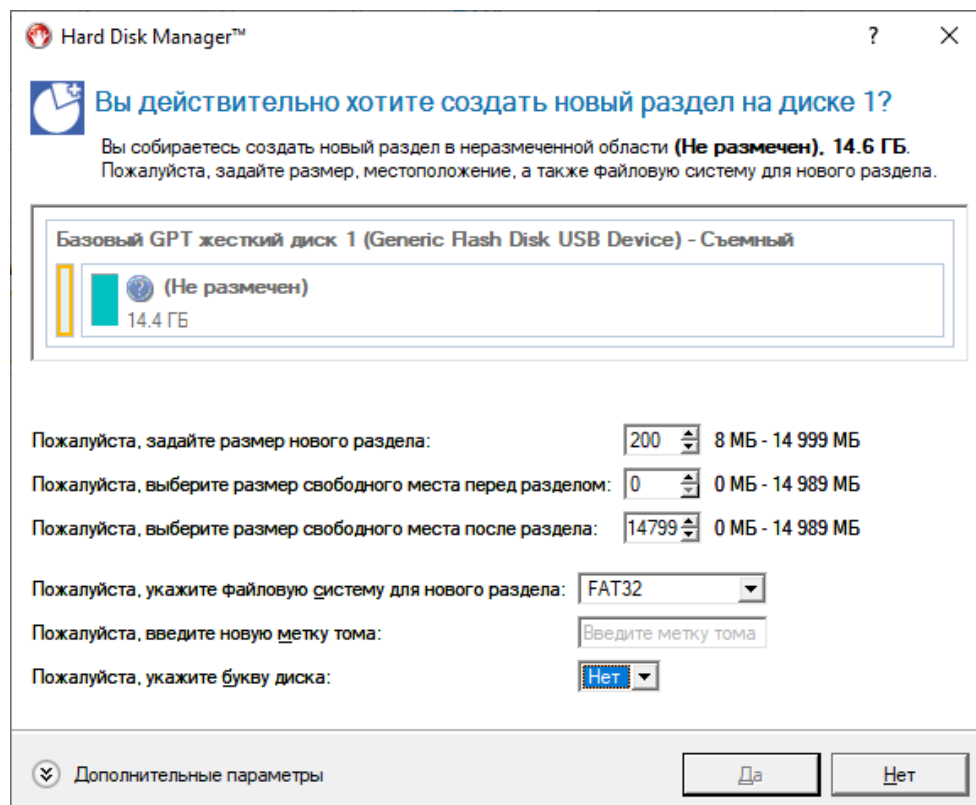 Hard Disk Manager™
?
Вы действительно хотите создать новый раздел на диске 1?
Вы собираетесь создать новый раздел в неразмеченной области (Не размечен), 14.6 ГБ.
Пожалуйста, задайте размер, местоположение, а также файловую систему для нового раздела.
Базовый GPT жесткий диск 1 (Generic Flash Disk USB Device) - Съемный
? (Не размечен)
14.4 ГБ
Пожалуйста, задайте размер нового раздела: 200 8 МБ - 14 999 МБ
Пожалуйста, выберите размер свободного места перед разделом: 0 0 МБ - 14 989 МБ
Пожалуйста, выберите размер свободного места после раздела: 14799 0 МБ - 14 989 МБ
Пожалуйста, укажите файловую систему для нового раздела: FAT32
Пожалуйста, введите новую метку тома: Введите метку тома
Пожалуйста, укажите букву диска: Нет
Дополнительные параметры Да Нет